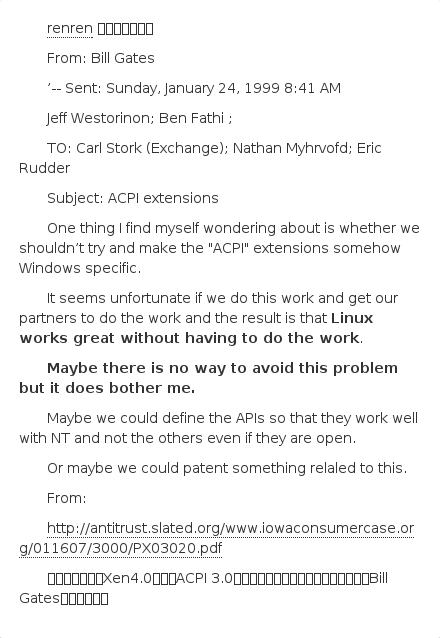 renren
From: Bill Gates
’-- Sent: Sunday, January 24, 1999 8:41 AM
Jeff Westorinon; Ben Fathi ;
TO: Carl Stork (Exchange); Nathan Myhrvofd; Eric
Rudder
Subject: ACPI extensions
One thing I find myself wondering about is whether we
shouldn’t try and make the "ACPI" extensions somehow
Windows specific.
It seems unfortunate if we do this work and get our
partners to do the work and the result is that Linux
works great without having to do the work.
Maybe there is no way to avoid this problem
but it does bother me.
Maybe we could define the APIs so that they work well
with NT and not the others even if they are open.
Or maybe we could patent something relaled to this.
From:
http://antitrust.slated.org/www.iowaconsumercase.or
g/011607/3000/PX03020.pdf
Xen4.0 ACPI 3.0 Bill
Gates